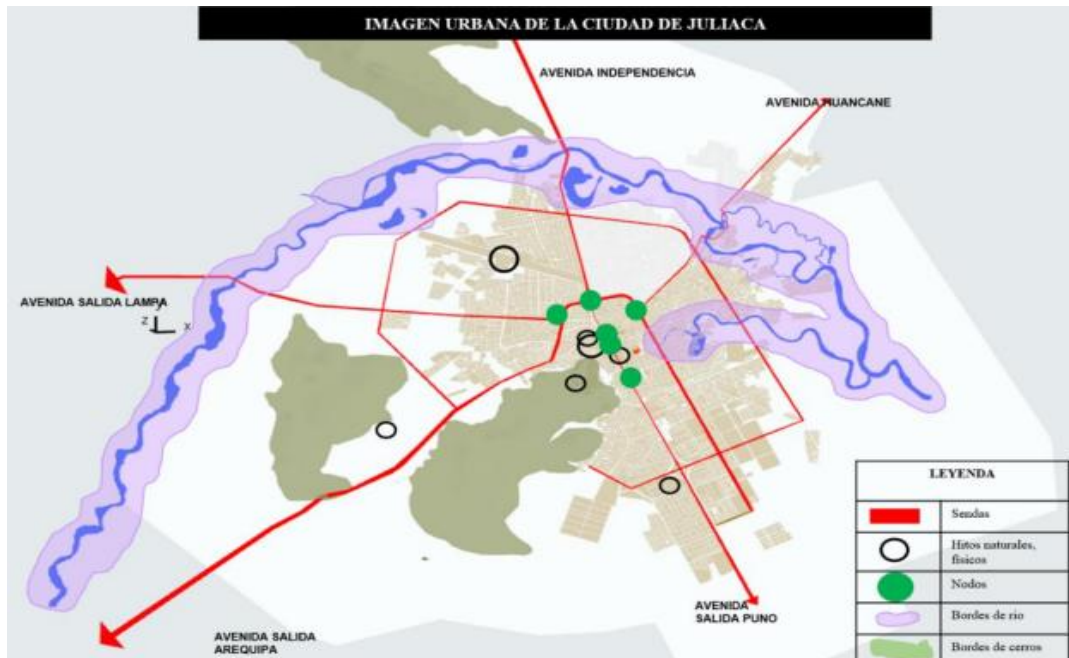 IMAGEN URBANA DE LA CIUDAD DE JULIACA
AVENIDA INDEPENDENCIA
AVENIDA HUANCANE
AVENIDA SALIDA LAMPA
Y
Z
X
AVENIDA
SALIDA PUNO
AVENIDA SALIDA
AREQUIPA
LEYENDA
Sendas
Hitos naturales,
físicos
Nodos
Bordes de rio
Bordes de cerros